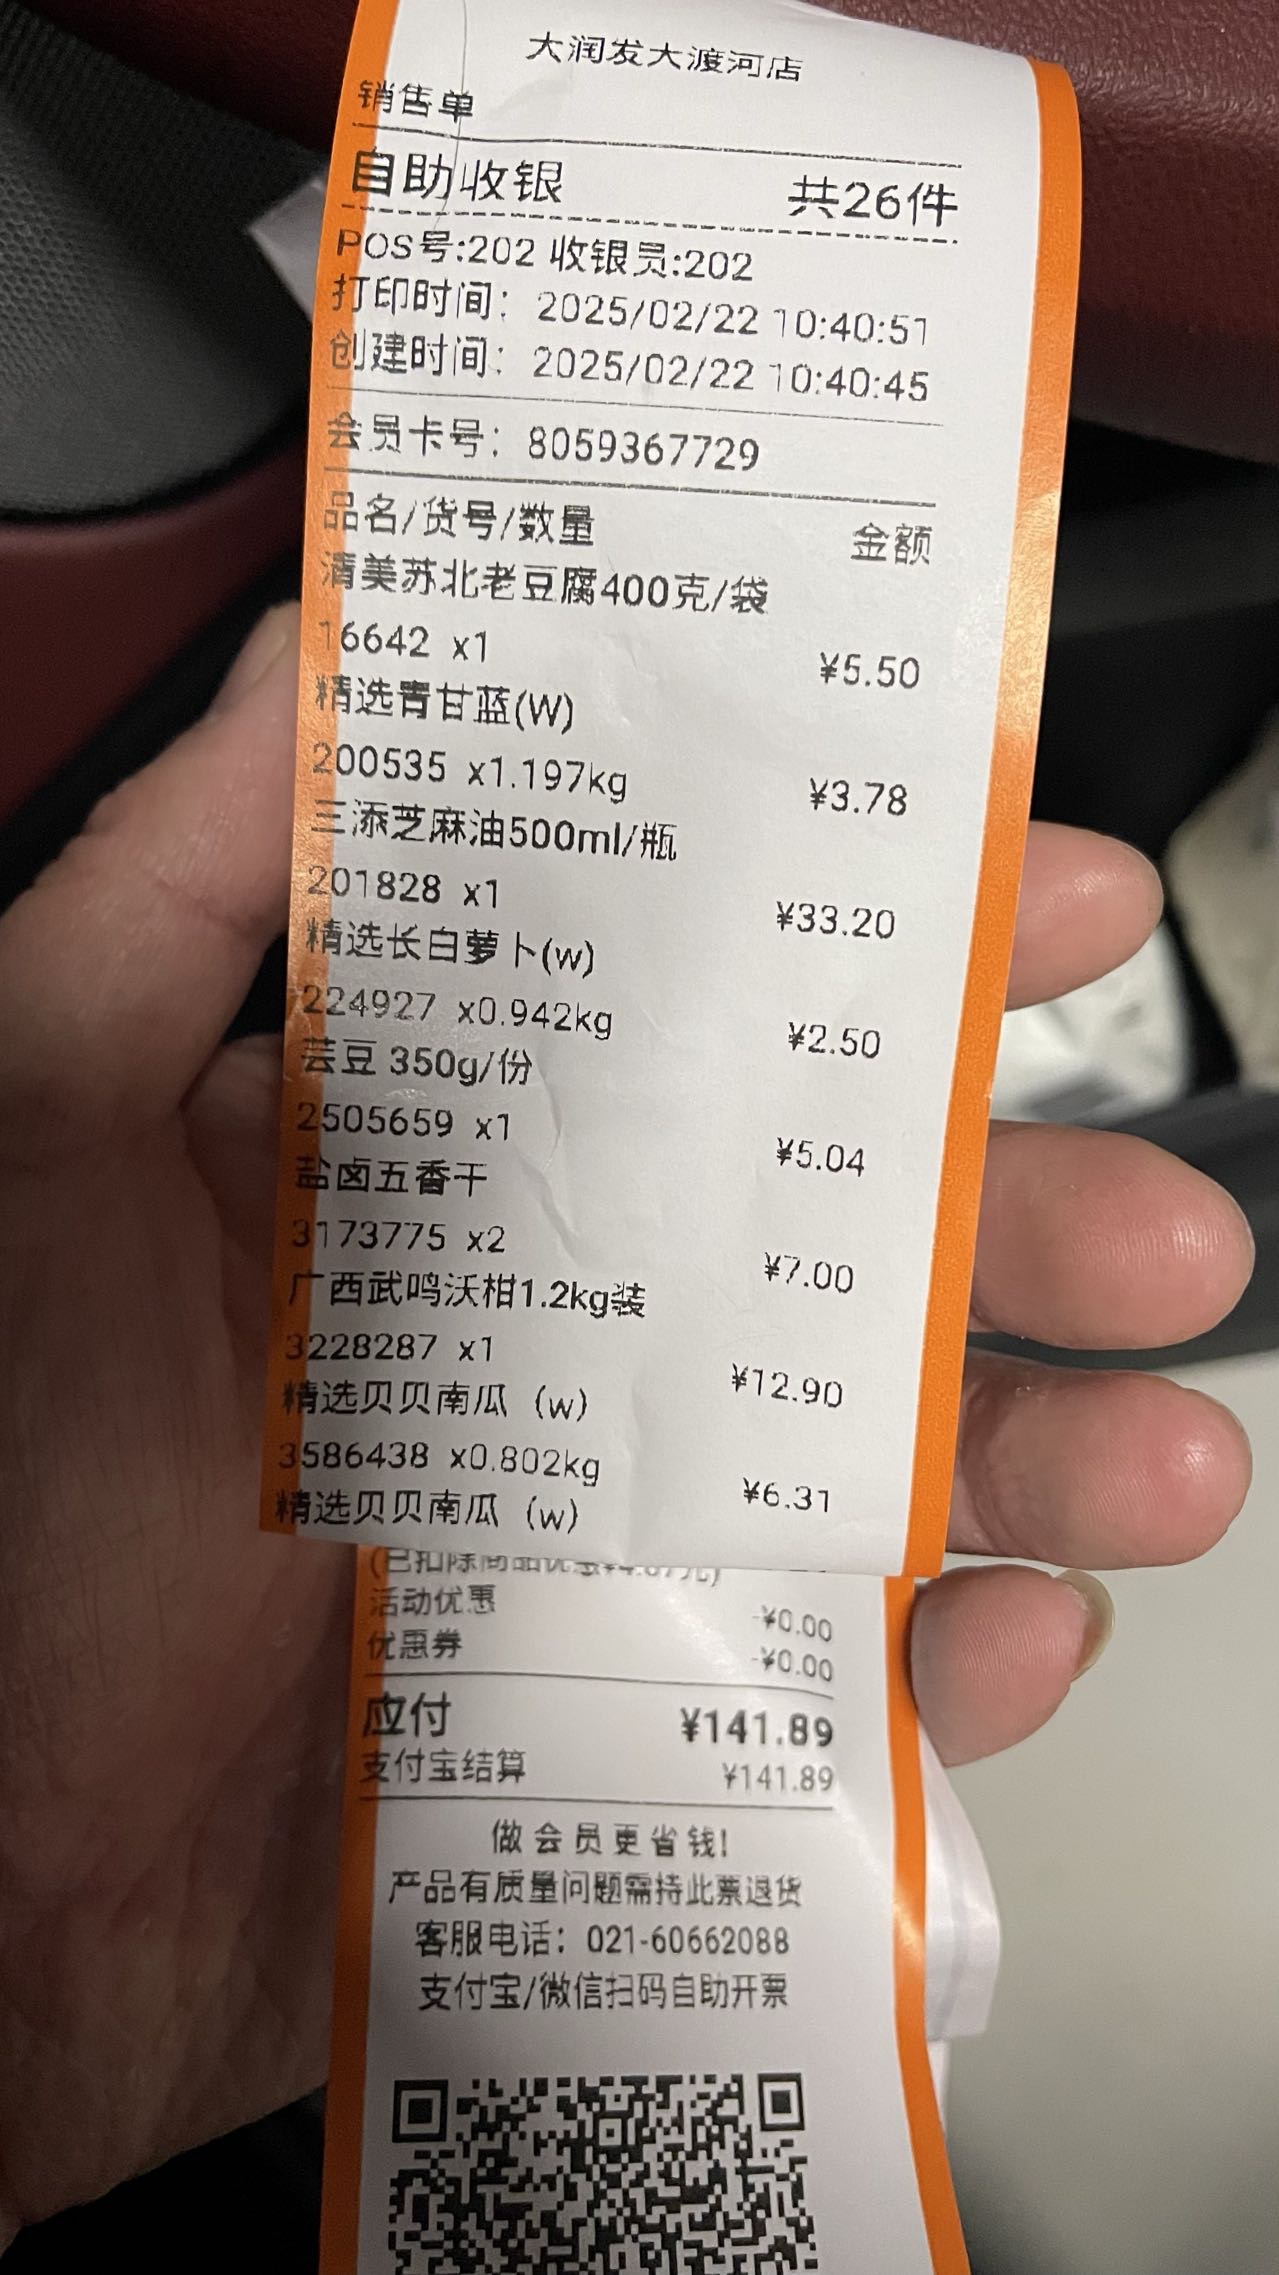 大润发大渡河店
销售单
自助收银 共26件
POS号:202 收银员:202
打印时间：2025/02/22 10:40:51
创建时间：2025/02/22 10:40:45
会员卡号：8059367729
品名/货号/数量 金额
清美苏北老豆腐400克/袋
16642 x1 ¥5.50
精选青甘蓝(W)
200535 x1.197kg ¥3.78
三添芝麻油500ml/瓶
201828 x1 ¥33.20
精选长白萝卜(w)
224927 x0.942kg ¥2.50
芸豆 350g/份
2505659 x1 ¥5.04
盐卤五香干
3173775 x2 ¥7.00
广西武鸣沃柑1.2kg装
3228287 x1 ¥12.90
精选贝贝南瓜（w）
3586438 x0.802kg ¥6.31
精选贝贝南瓜（w）
(已扣除商品优惠¥4.67元)
活动优惠 -¥0.00
优惠券 -¥0.00
应付 ¥141.89
支付宝结算 ¥141.89
做会员更省钱!
产品有质量问题需持此票退货
客服电话：021-60662088
支付宝/微信扫码自助开票